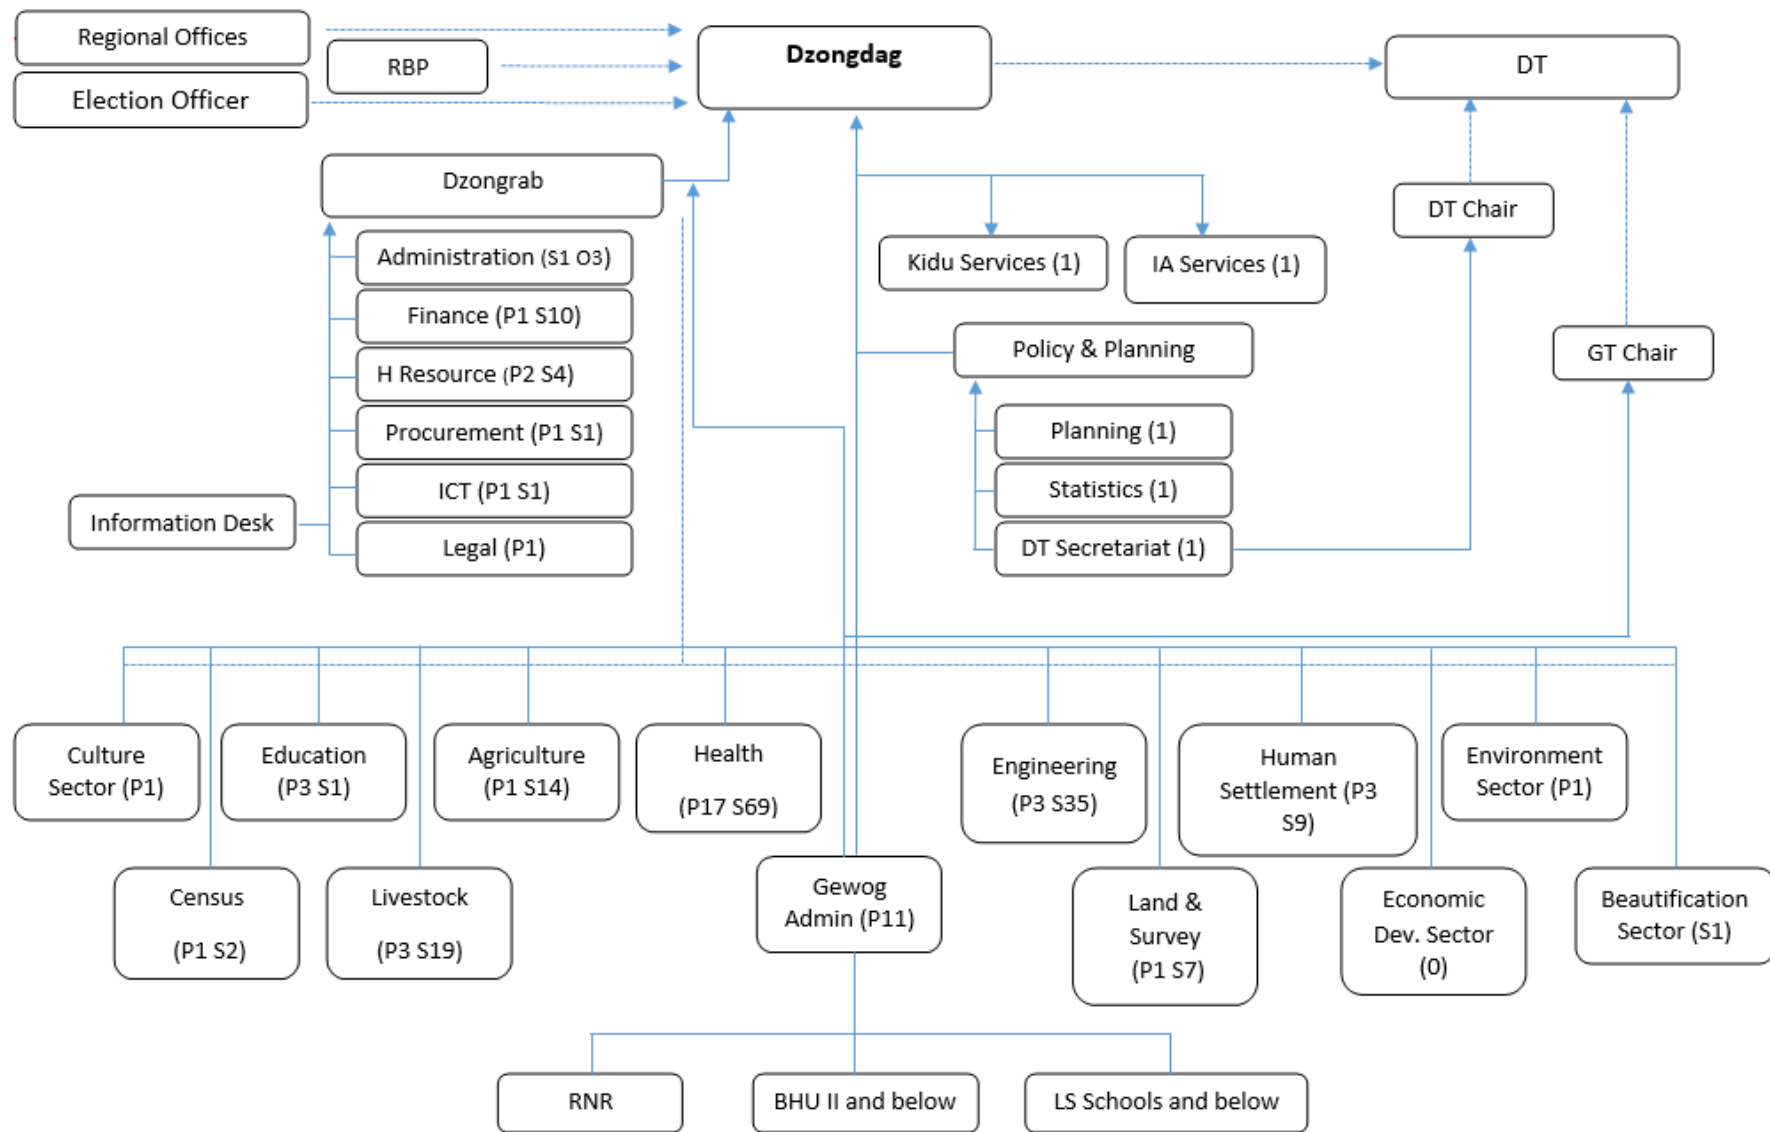 Regional Offices
RBP
Election Officer
Dzongdag
DT
Dzongrab
DT Chair
Administration (S1 O3)
Kidu Services (1)
IA Services (1)
Finance (P1 S10)
Policy & Planning
GT Chair
H Resource (P2 S4)
Procurement (P1 S1)
Planning (1)
ICT (P1 S1)
Statistics (1)
Information Desk
Legal (P1)
DT Secretariat (1)
Culture
Sector (P1)
Education
(P3 S1)
Agriculture
(P1 S14)
Health
(P17 S69)
Engineering
(P3 S35)
Human
Settlement (P3
S9)
Environment
Sector (P1)
Census
(P1 S2)
Livestock
(P3 S19)
Gewog
Admin (P11)
Land &
Survey
(P1 S7)
Economic
Dev. Sector
(0)
Beautification
Sector (S1)
RNR
BHU II and below
LS Schools and below